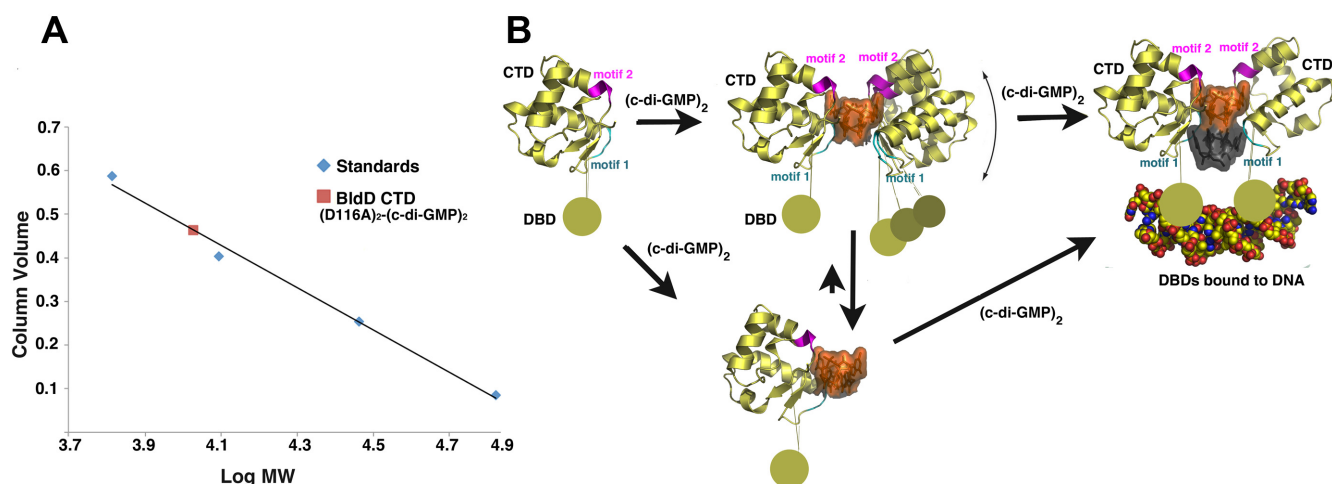 A
0.7
0.6
0.5
0.4
0.3
0.2
0.1
Column Volume
3.7
3.9
4.1
4.3
4.5
4.7
4.9
Log MW
Standards
BldD CTD
(D116A)₂-(c-di-GMP)₂
B
CTD
motif 2
motif 1
DBD
(c-di-GMP)₂
(c-di-GMP)₂
CTD
motif 2
motif 2
CTD
motif 1
motif 1
DBD
(c-di-GMP)₂
(c-di-GMP)₂
CTD
motif 2
motif 2
CTD
motif 1
motif 1
DBDs bound to DNA